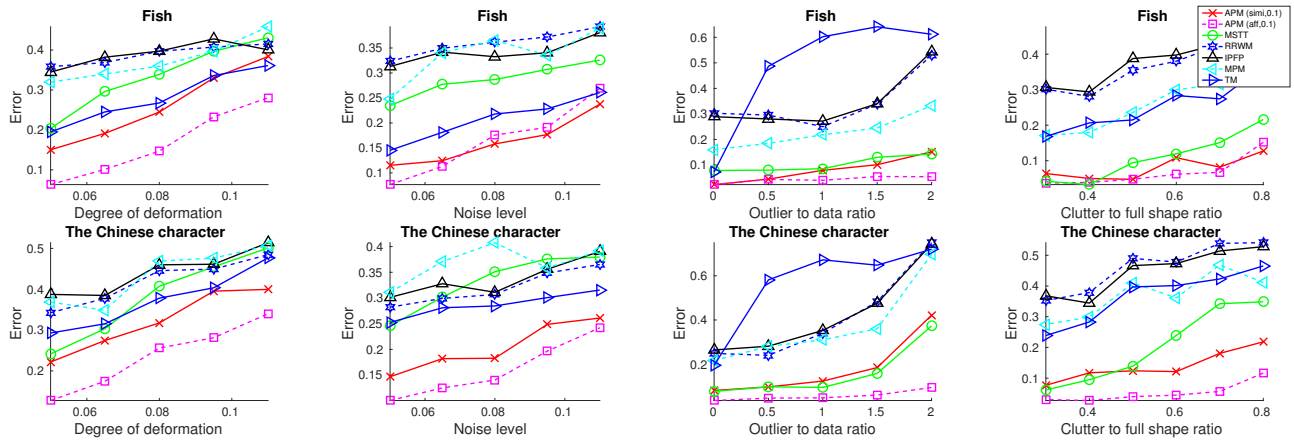 Fish
Error
0.4
0.3
0.2
0.1
0.06
0.08
0.1
Degree of deformation
Fish
Error
0.35
0.3
0.25
0.2
0.15
0.1
0.06
0.08
0.1
Noise level
Fish
Error
0.6
0.5
0.4
0.3
0.2
0.1
0
0.5
1
1.5
2
Outlier to data ratio
Fish
Error
0.4
0.3
0.2
0.1
0.4
0.6
0.8
Clutter to full shape ratio
APM (simi,0.1)
APM (aff,0.1)
MSTT
RRWM
IPFP
MPM
TM
The Chinese character
Error
0.5
0.4
0.3
0.2
0.06
0.08
0.1
Degree of deformation
The Chinese character
Error
0.4
0.35
0.3
0.25
0.2
0.15
0.1
0.06
0.08
0.1
Noise level
The Chinese character
Error
0.6
0.4
0.2
0
0.5
1
1.5
2
Outlier to data ratio
The Chinese character
Error
0.5
0.4
0.3
0.2
0.1
0.4
0.6
0.8
Clutter to full shape ratio